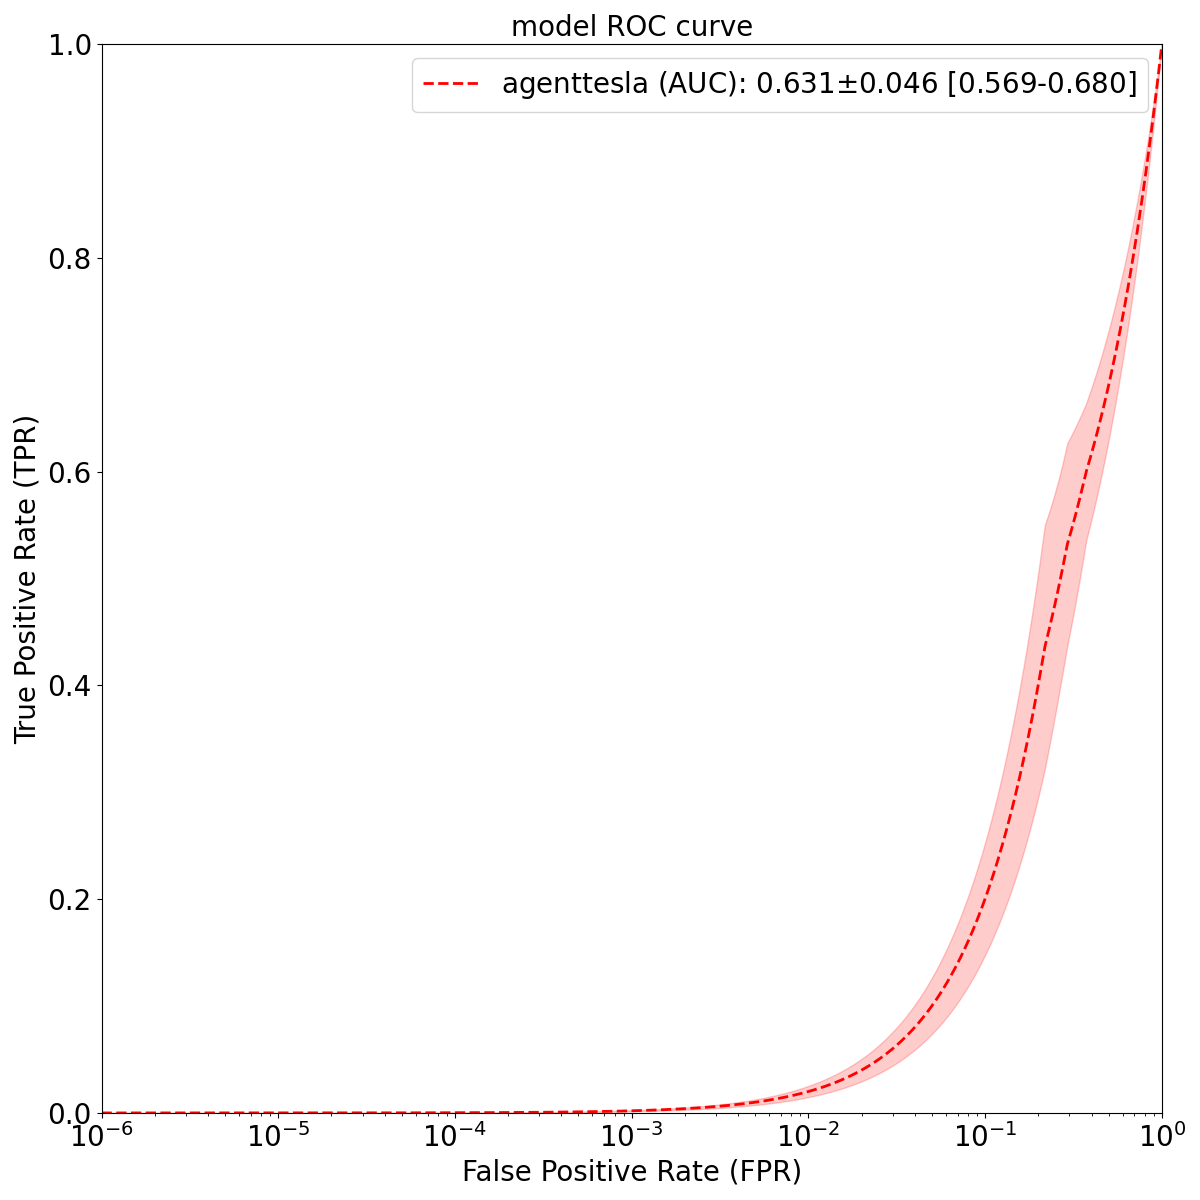 model ROC curve
agenttesla (AUC): 0.631±0.046 [0.569-0.680]
1.0
0.8
0.6
0.4
0.2
0.0
True Positive Rate (TPR)
10⁻⁶ 10⁻⁵ 10⁻⁴ 10⁻³ 10⁻² 10⁻¹ 10⁰
False Positive Rate (FPR)